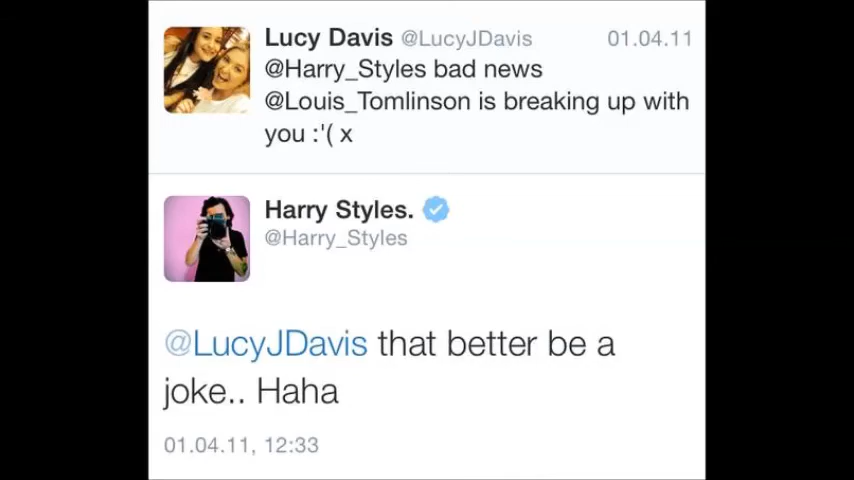 Lucy Davis @LucyJDavis 01.04.11
@Harry_Styles bad news
@Louis_Tomlinson is breaking up with
you :'( x
Harry Styles.
@Harry_Styles
@LucyJDavis that better be a
joke.. Haha
01.04.11, 12:33